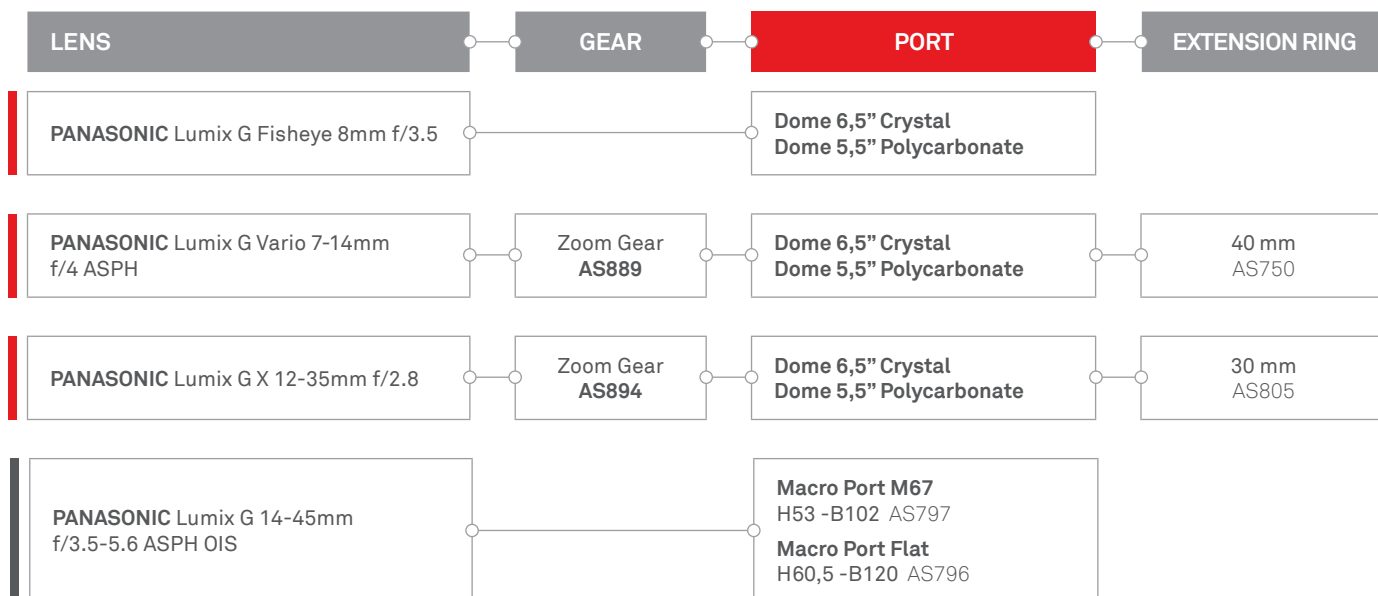 LENS
GEAR
PORT
EXTENSION RING
PANASONIC Lumix G Fisheye 8mm f/3.5
Dome 6,5” Crystal
Dome 5,5” Polycarbonate
PANASONIC Lumix G Vario 7-14mm
f/4 ASPH
Zoom Gear
AS889
Dome 6,5” Crystal
Dome 5,5” Polycarbonate
40 mm
AS750
PANASONIC Lumix G X 12-35mm f/2.8
Zoom Gear
AS894
Dome 6,5” Crystal
Dome 5,5” Polycarbonate
30 mm
AS805
PANASONIC Lumix G 14-45mm
f/3.5-5.6 ASPH OIS
Macro Port M67
H53 -B102 AS797
Macro Port Flat
H60,5 -B120 AS796